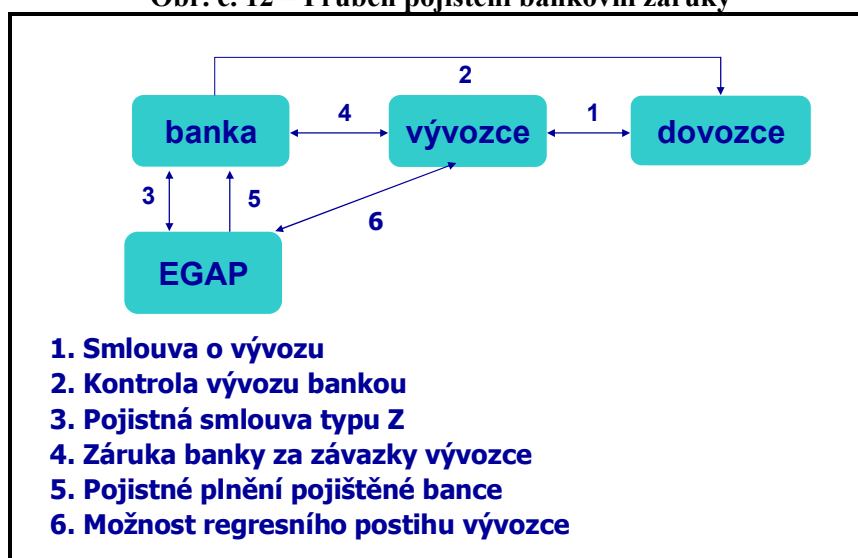 Obr. č. 12 – Průběh pojištění bankovní záruky
2
banka
4
vývozce
1
dovozce
3
5
6
EGAP
1. Smlouva o vývozu
2. Kontrola vývozu bankou
3. Pojistná smlouva typu Z
4. Záruka banky za závazky vývozce
5. Pojistné plnění pojištěné bance
6. Možnost regresního postihu vývozce